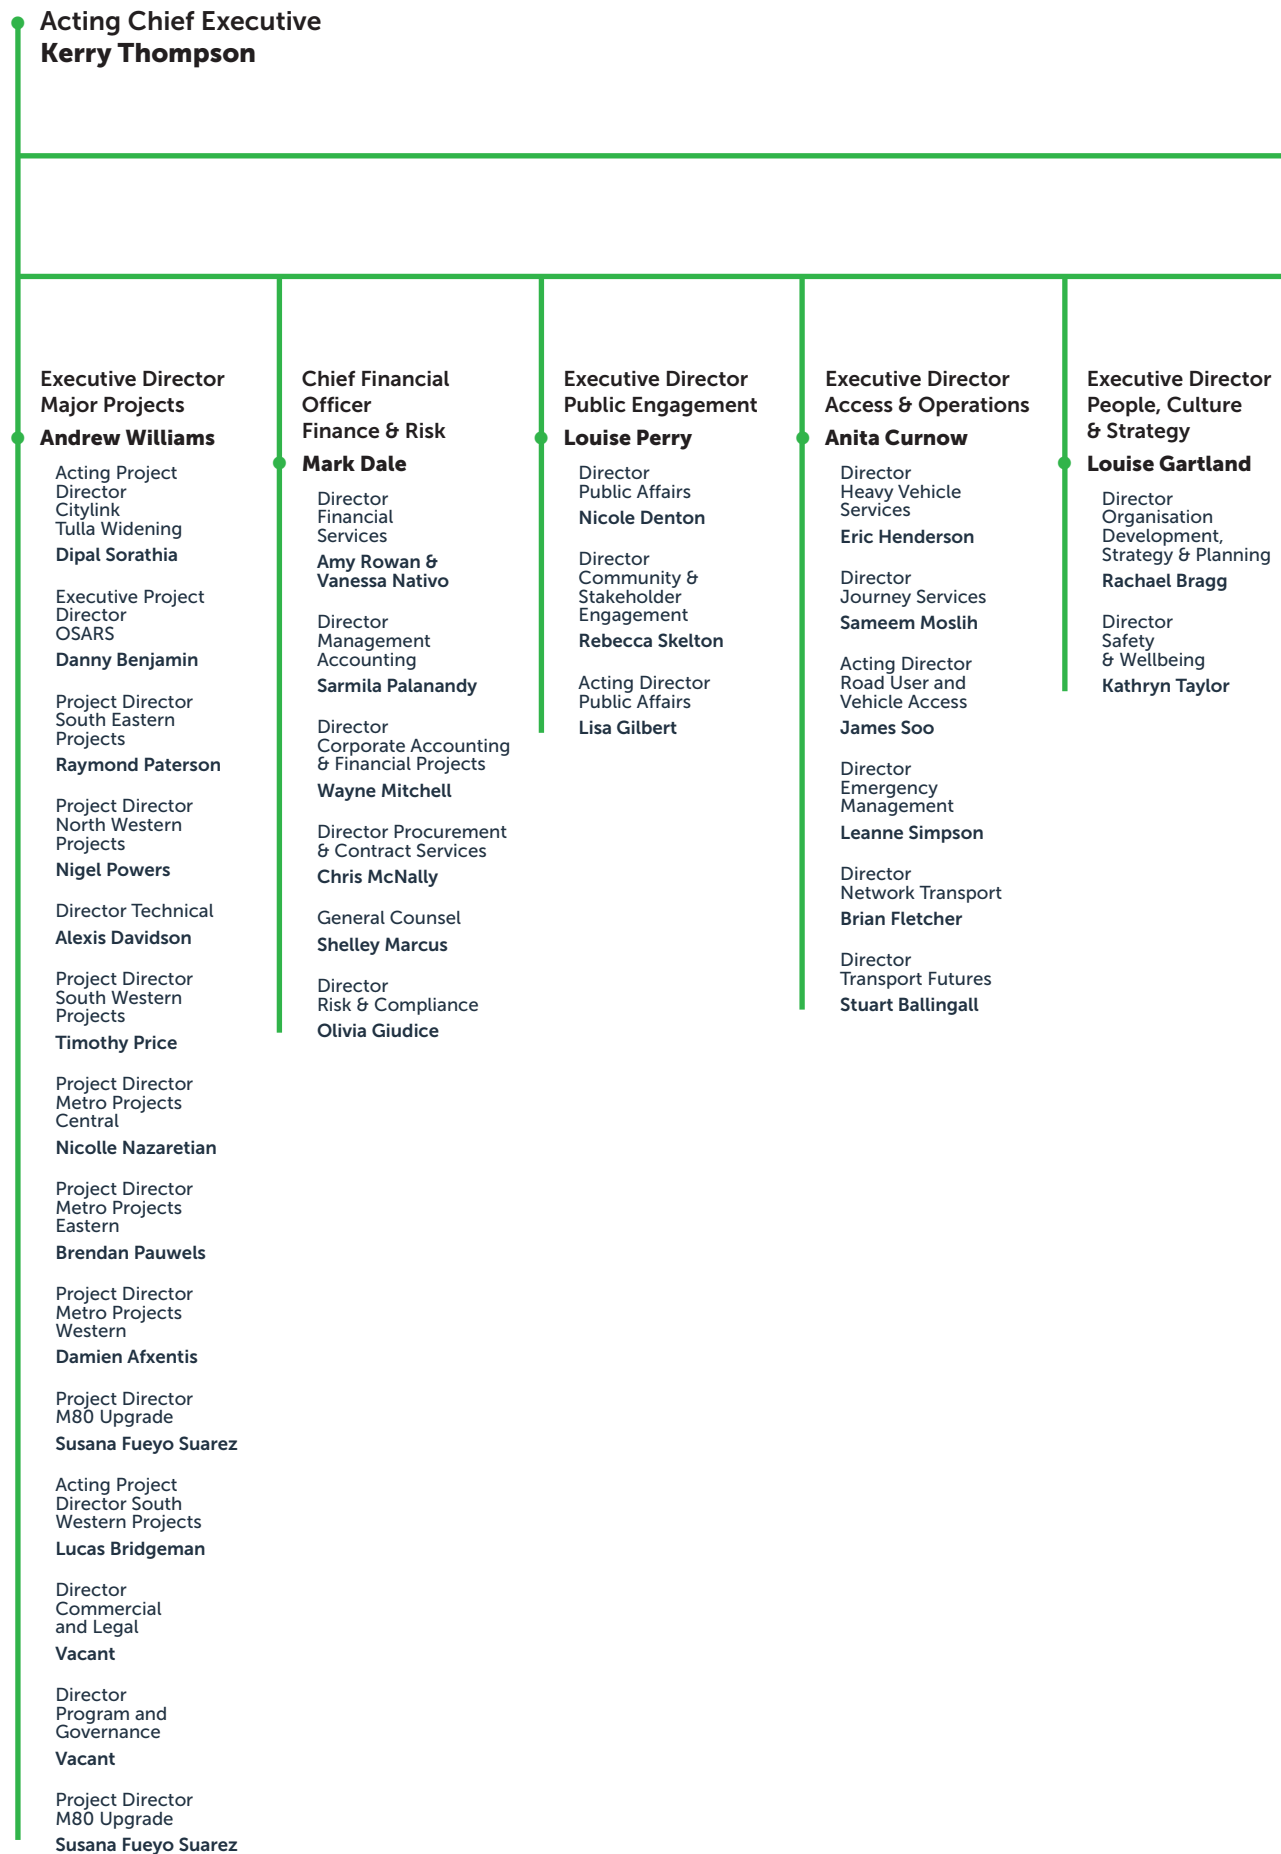 Acting Chief Executive
Kerry Thompson
Executive Director
Major Projects
Andrew Williams
Acting Project
Director
Citylink
Tulla Widening
Dipal Sorathia
Executive Project
Director
OSARS
Danny Benjamin
Project Director
South Eastern
Projects
Raymond Paterson
Project Director
North Western
Projects
Nigel Powers
Director Technical
Alexis Davidson
Project Director
South Western
Projects
Timothy Price
Project Director
Metro Projects
Central
Nicolle Nazaretian
Project Director
Metro Projects
Eastern
Brendan Pauwels
Project Director
Metro Projects
Western
Damien Afxentis
Project Director
M80 Upgrade
Susana Fueyo Suarez
Acting Project
Director South
Western Projects
Lucas Bridgeman
Director
Commercial
and Legal
Vacant
Director
Program and
Governance
Vacant
Project Director
M80 Upgrade
Susana Fueyo Suarez
Chief Financial
Officer
Finance & Risk
Mark Dale
Director
Financial
Services
Amy Rowan &
Vanessa Nativo
Director
Management
Accounting
Sarmila Palanandy
Director
Corporate Accounting
& Financial Projects
Wayne Mitchell
Director Procurement
& Contract Services
Chris McNally
General Counsel
Shelley Marcus
Director
Risk & Compliance
Olivia Giudice
Executive Director
Public Engagement
Louise Perry
Director
Public Affairs
Nicole Denton
Director
Community &
Stakeholder
Engagement
Rebecca Skelton
Acting Director
Public Affairs
Lisa Gilbert
Executive Director
Access & Operations
Anita Curnow
Director
Heavy Vehicle
Services
Eric Henderson
Director
Journey Services
Sameem Moslih
Acting Director
Road User and
Vehicle Access
James Soo
Director
Emergency
Management
Leanne Simpson
Director
Network Transport
Brian Fletcher
Director
Transport Futures
Stuart Ballingall
Executive Director
People, Culture
& Strategy
Louise Gartland
Director
Organisation
Development,
Strategy & Planning
Rachael Bragg
Director
Safety
& Wellbeing
Kathryn Taylor